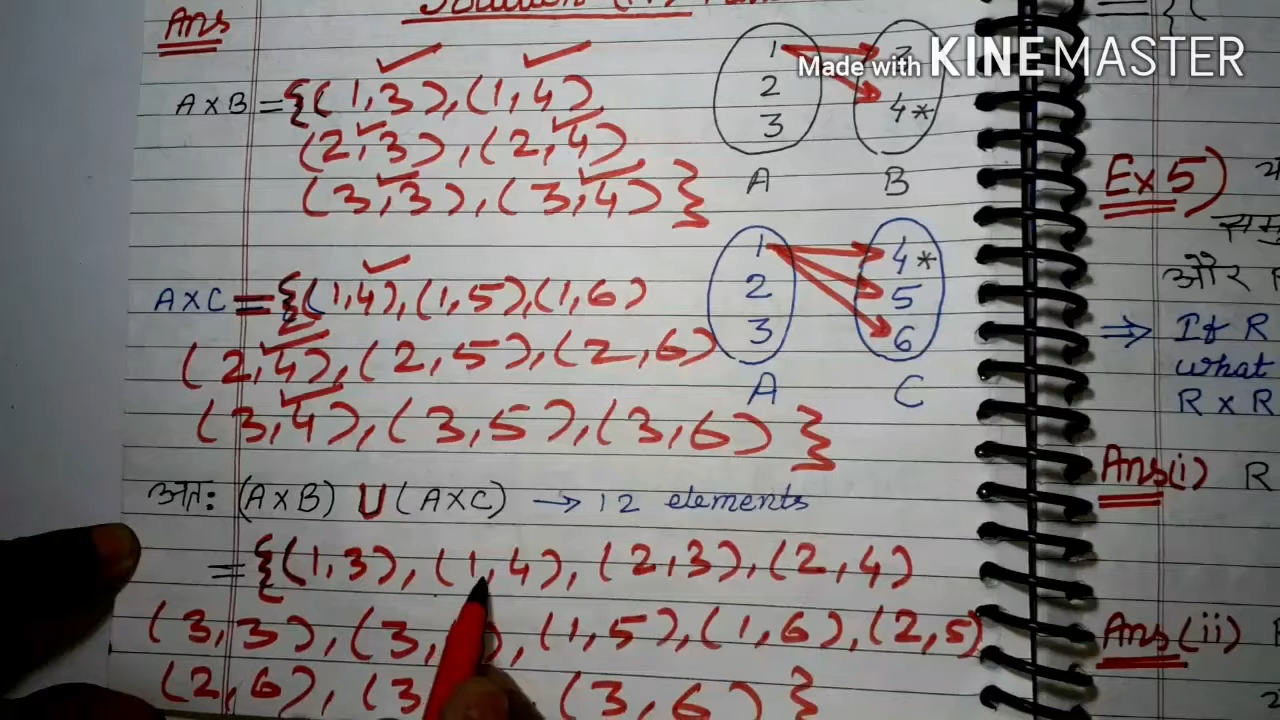 Ans
A×B={(1,3),(1,4),
(2,3),(2,4)
(3,3),(3,4)}
1
2
3
A
4*
B
Made with KINEMASTER
A×C={(1,4),(1,5),(1,6)
(2,4),(2,5),(2,6)
(3,4),(3,5),(3,6)}
1
2
3
A
4*
5
6
C
अतः (A×B) U (A×C) → 12 elements
={(1,3),(1,4),(2,3),(2,4)
(3,3),(3, ),(1,5),(1,6),(2,5)
(2,6),(3 (3,6)}
Ex 5)
और
⇒ If R
what
R×R
Ans(i) R
Ans(ii)